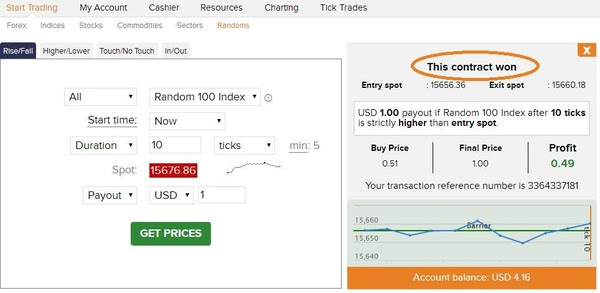 Start Trading My Account Cashier Resources Charting Tick Trades
Forex Indices Stocks Commodities Sectors Randoms
Rise/Fall Higher/Lower Touch/No Touch In/Out
All Random 100 Index
Start time: Now
Duration 10 ticks min: 5
Spot: 15676.86
Payout USD 1
GET PRICES
X
This contract won
Entry spot : 15656.36 Exit spot : 15660.18
USD 1.00 payout if Random 100 Index after 10 ticks
is strictly higher than entry spot.
Buy Price Final Price Profit
0.51 1.00 0.49
Your transaction reference number is 3364337181
15,660
15,650
15,640
Barrier
tick 10
Account balance: USD 4.16